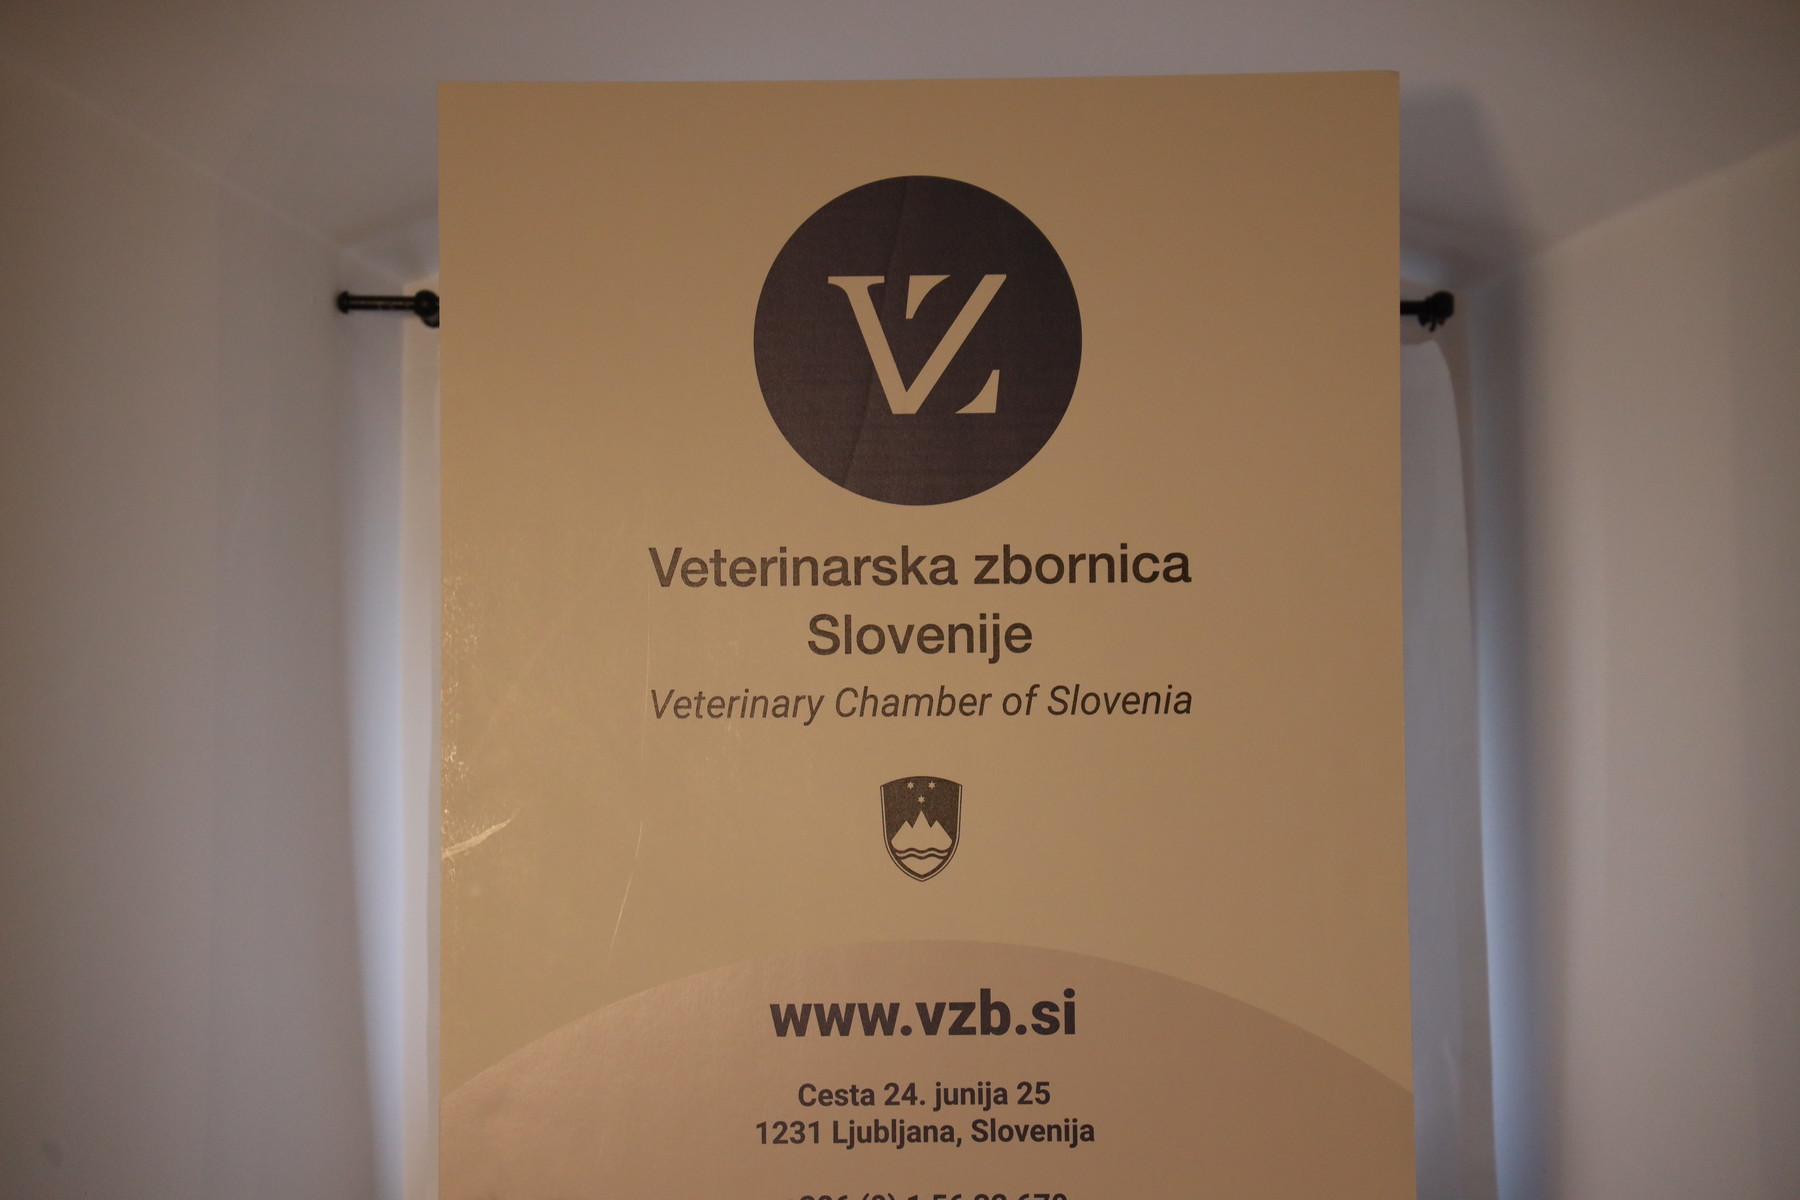 VZ
Veterinarska zbornica
Slovenije
Veterinary Chamber of Slovenia
www.vzb.si
Cesta 24. junija 25
1231 Ljubljana, Slovenija